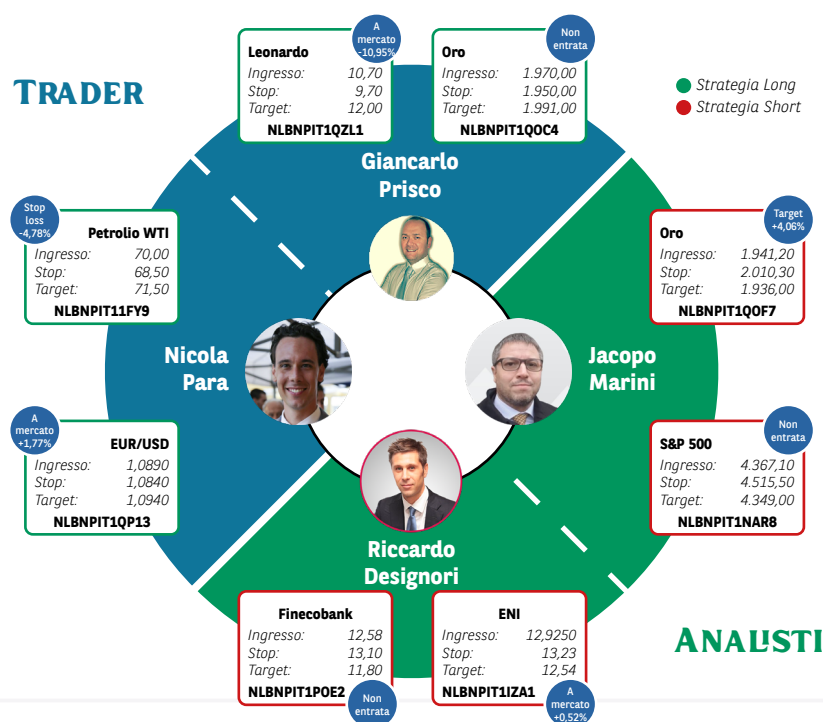 TRADER
Strategia Long
Strategia Short
A
mercato
-10,95%
Leonardo
Ingresso: 10,70
Stop: 9,70
Target: 12,00
NLBNPIT1QZL1
Non
entrata
Oro
Ingresso: 1.970,00
Stop: 1.950,00
Target: 1.991,00
NLBNPIT1QOC4
Giancarlo
Prisco
Stop
loss
-4,78%
Petrolio WTI
Ingresso: 70,00
Stop: 68,50
Target: 71,50
NLBNPIT11FY9
Target
+4,06%
Oro
Ingresso: 1.941,20
Stop: 2.010,30
Target: 1.936,00
NLBNPIT1QOF7
Nicola
Para
Jacopo
Marini
A
mercato
+1,77%
EUR/USD
Ingresso: 1,0890
Stop: 1,0840
Target: 1,0940
NLBNPIT1QP13
Non
entrata
S&P 500
Ingresso: 4.367,10
Stop: 4.515,50
Target: 4.349,00
NLBNPIT1NAR8
Riccardo
Designori
Finecobank
Ingresso: 12,58
Stop: 13,10
Target: 11,80
NLBNPIT1POE2
Non
entrata
ENI
Ingresso: 12,9250
Stop: 13,23
Target: 12,54
NLBNPIT1IZA1
A
mercato
+0,52%
ANALISTI